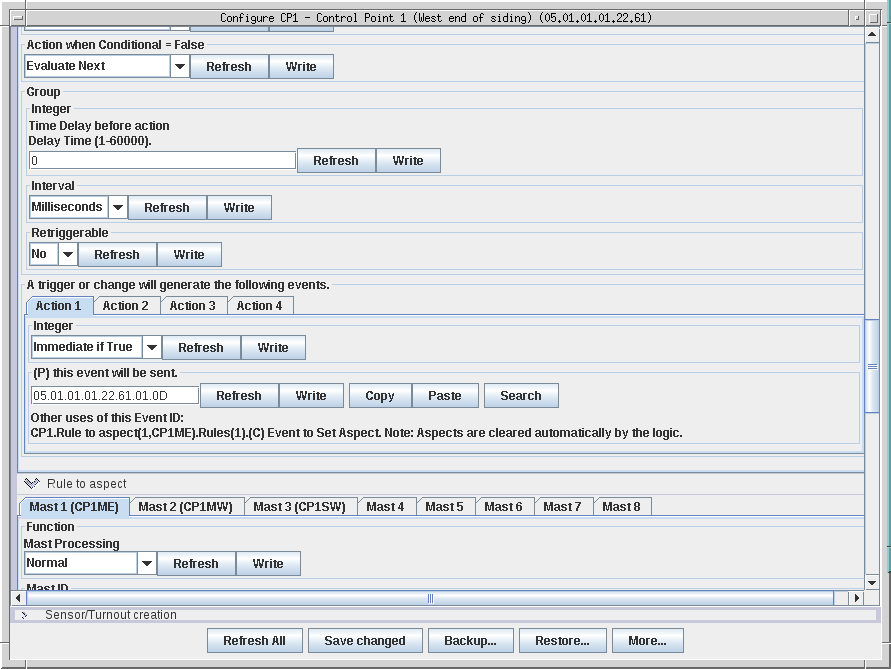 Configure CP1 - Control Point 1 (West end of siding) (05.01.01.01.22.61)
Action when Conditional = False
Evaluate Next Refresh Write
Group
Integer
Time Delay before action
Delay Time (1-60000).
0 Refresh Write
Interval
Milliseconds Refresh Write
Retriggerable
No Refresh Write
A trigger or change will generate the following events.
Action 1 Action 2 Action 3 Action 4
Integer
Immediate if True Refresh Write
(P) this event will be sent.
05.01.01.01.22.61.01.0D Refresh Write Copy Paste Search
Other uses of this Event ID:
CP1.Rule to aspect(1,CP1ME).Rules(1).(C) Event to Set Aspect. Note: Aspects are cleared automatically by the logic.
Rule to aspect
Mast 1 (CP1ME) Mast 2 (CP1MW) Mast 3 (CP1SW) Mast 4 Mast 5 Mast 6 Mast 7 Mast 8
Function
Mast Processing
Normal Refresh Write
Mast ID
Sensor/Turnout creation
Refresh All Save changed Backup... Restore... More...